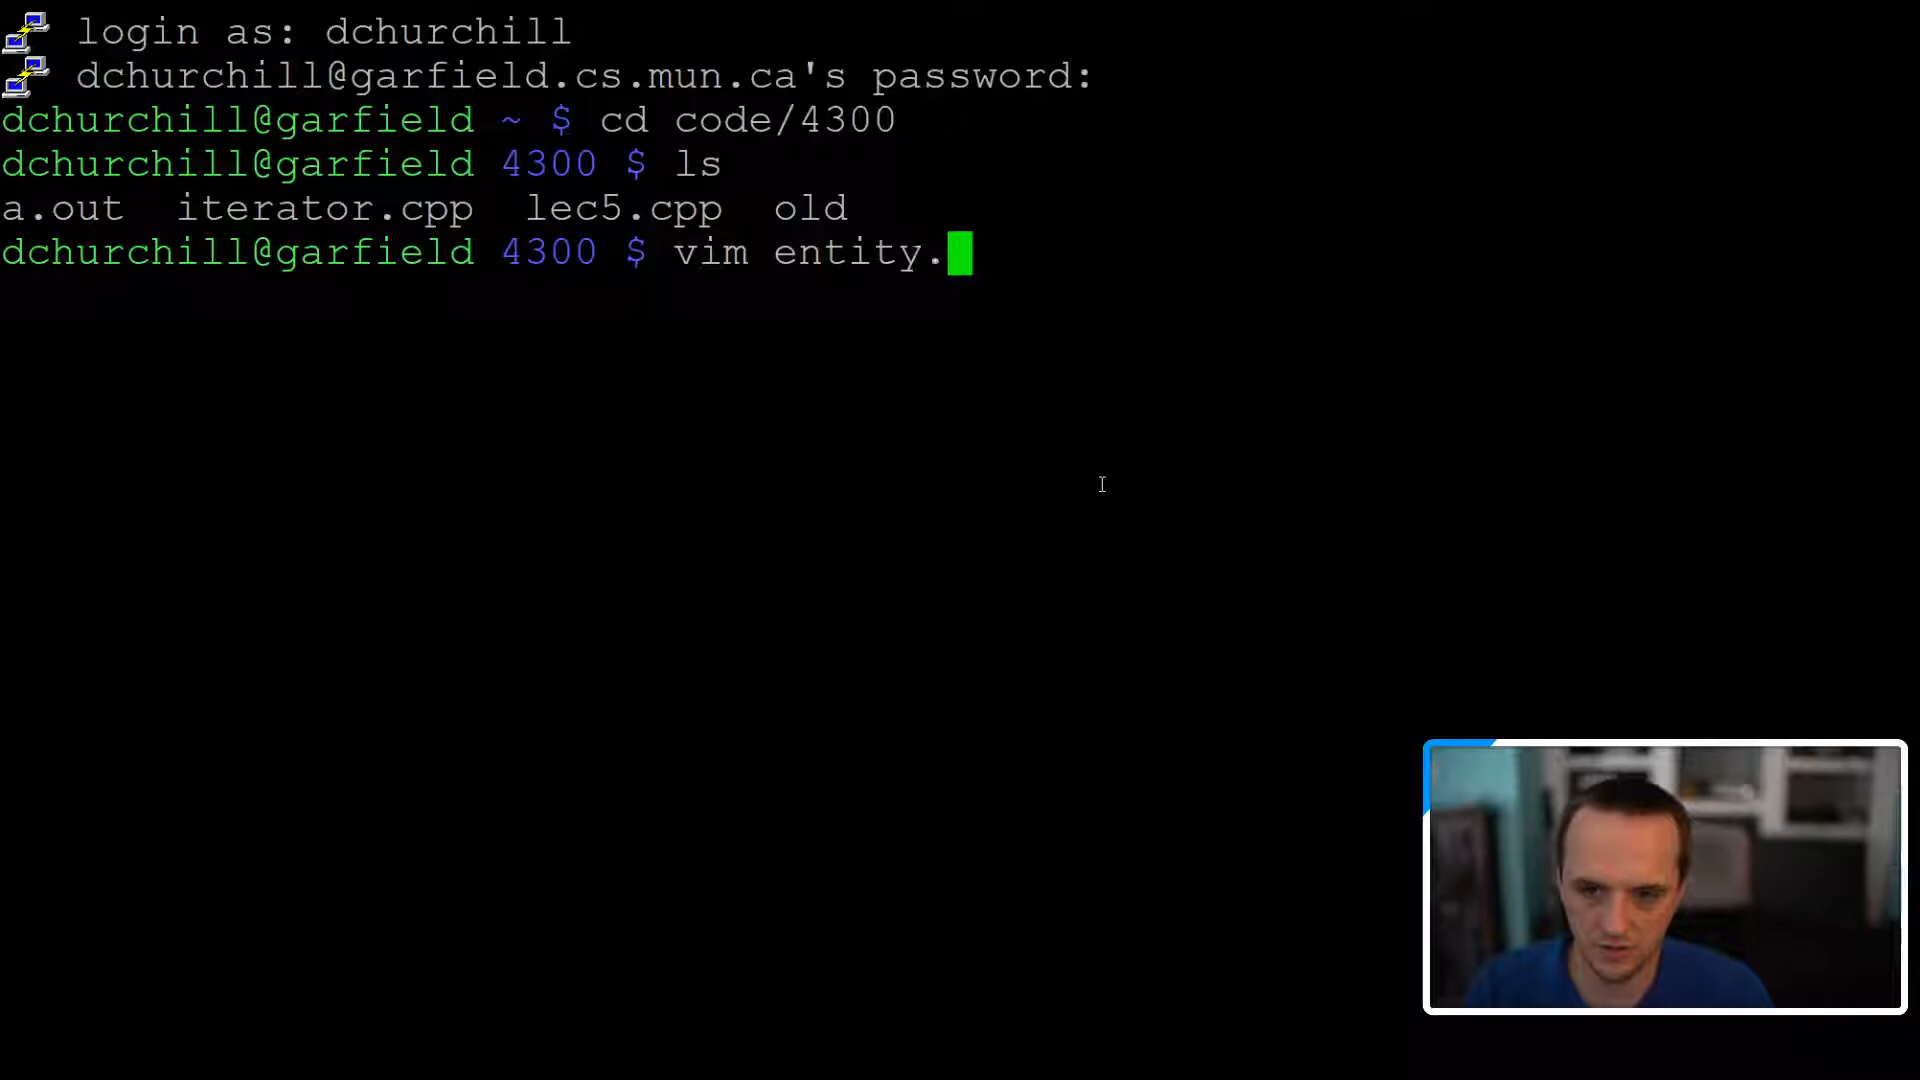 login as: dchurchill
dchurchill@garfield.cs.mun.ca's password:
dchurchill@garfield ~ $ cd code/4300
dchurchill@garfield 4300 $ ls
a.out  iterator.cpp  lec5.cpp  old
dchurchill@garfield 4300 $ vim entity.